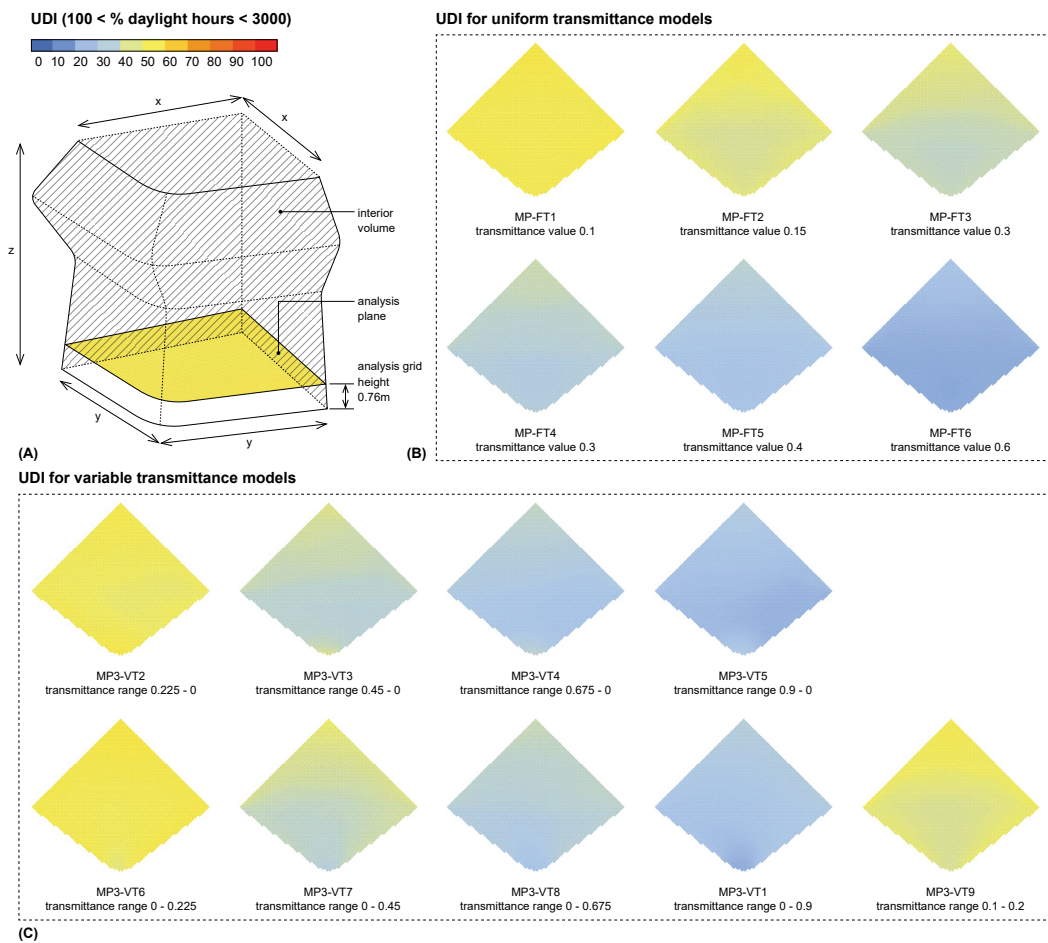 UDI (100 < % daylight hours < 3000)
0 10 20 30 40 50 60 70 80 90 100
x
x
z
interior
volume
analysis
plane
analysis grid
height
0.76m
y
y
(A)
UDI for uniform transmittance models
MP-FT1
transmittance value 0.1
MP-FT2
transmittance value 0.15
MP-FT3
transmittance value 0.3
MP-FT4
transmittance value 0.3
MP-FT5
transmittance value 0.4
MP-FT6
transmittance value 0.6
(B)
UDI for variable transmittance models
MP3-VT2
transmittance range 0.225 - 0
MP3-VT3
transmittance range 0.45 - 0
MP3-VT4
transmittance range 0.675 - 0
MP3-VT5
transmittance range 0.9 - 0
MP3-VT6
transmittance range 0 - 0.225
MP3-VT7
transmittance range 0 - 0.45
MP3-VT8
transmittance range 0 - 0.675
MP3-VT1
transmittance range 0 - 0.9
MP3-VT9
transmittance range 0.1 - 0.2
(C)